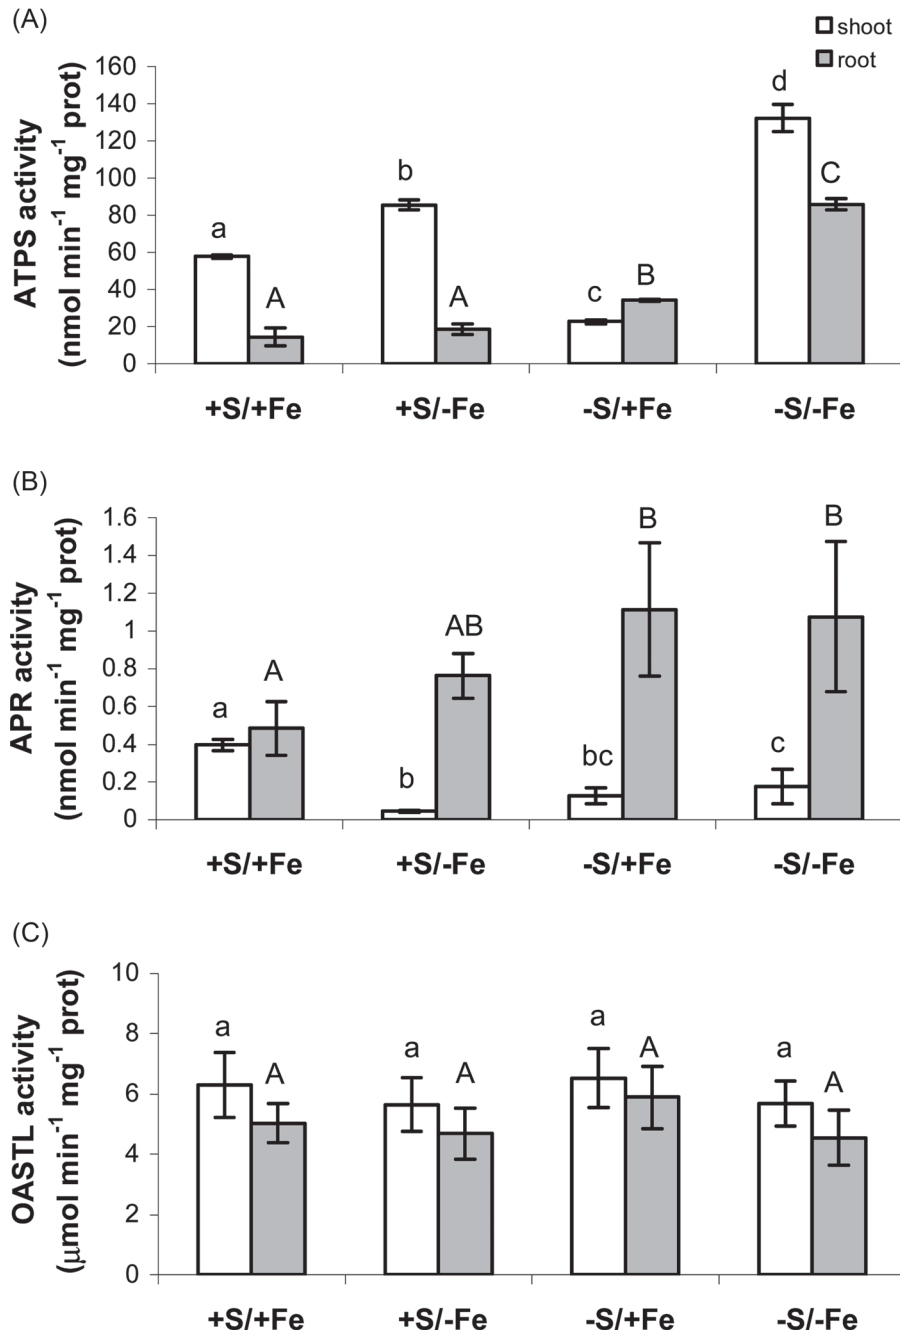 (A)
shoot
root
ATPS activity
(nmol min⁻¹ mg⁻¹ prot)
160
140
120
100
80
60
40
20
0
a
A
b
A
c
B
d
C
+S/+Fe
+S/-Fe
-S/+Fe
-S/-Fe
(B)
APR activity
(nmol min⁻¹ mg⁻¹ prot)
1.6
1.4
1.2
1
0.8
0.6
0.4
0.2
0
a
A
b
AB
bc
B
c
B
+S/+Fe
+S/-Fe
-S/+Fe
-S/-Fe
(C)
OASTL activity
(μmol min⁻¹ mg⁻¹ prot)
10
8
6
4
2
0
a
A
a
A
a
A
a
A
+S/+Fe
+S/-Fe
-S/+Fe
-S/-Fe